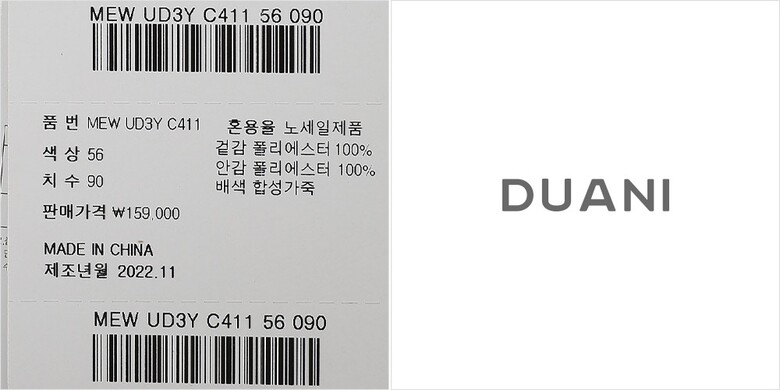 MEW UD3Y C411 56 090
품 번 MEW UD3Y C411
색 상 56
치 수 90
판매가격 ₩159,000
MADE IN CHINA
제조년월 2022.11
혼용율 노세일제품
겉감 폴리에스터 100%
안감 폴리에스터 100%
배색 합성가죽
MEW UD3Y C411 56 090
DUANI